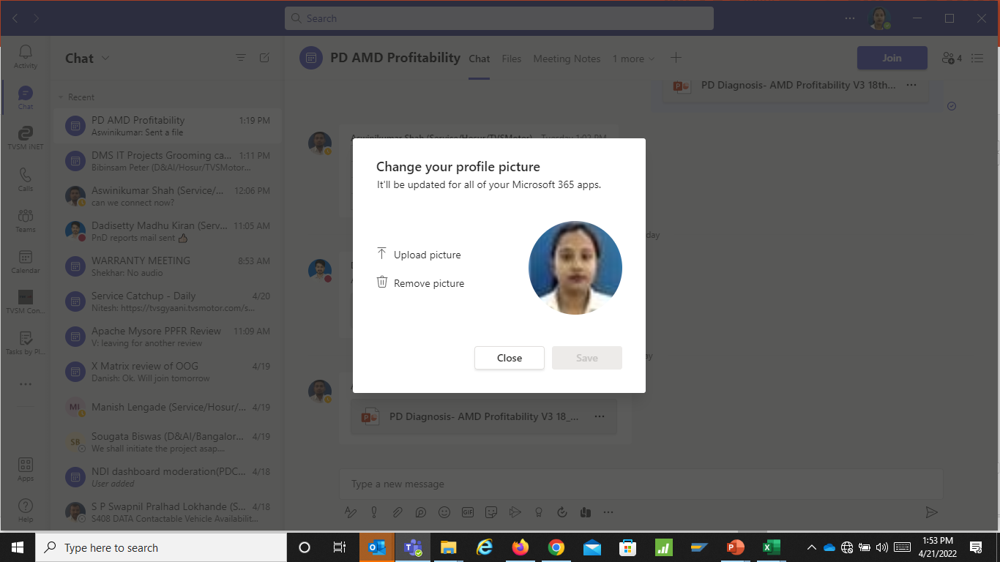 Search
Activity
Chat
TVSM iNET
Calls
Teams
Calendar
TVSM Con...
Tasks by Pl...
Apps
Help
Chat
Recent
PD AMD Profitability 1:19 PM
Aswinikumar: Sent a file
DMS IT Projects Grooming ca... 1:11 PM
Bibinsam Peter (D&AI/Hosur/TVSMotor...
Aswinikumar Shah (Service/... 12:06 PM
can we connect now?
Dadisetty Madhu Kiran (Serv... 11:05 AM
PnD reports mail sent 👍
WARRANTY MEETING 8:53 AM
Shekhar: No audio
Service Catchup - Daily 4/20
Nitesh: https://tvsgyaani.tvsmotor.com/s...
Apache Mysore PPFR Review 11:09 AM
V: leaving for another review
X Matrix review of OOG 4/19
Danish: Ok. Will join tomorrow
MI Manish Lengade (Service/Hosur/... 4/19
SB Sougata Biswas (D&AI/Bangalor... 4/19
We shall initiate the project asap....
NDI dashboard moderation(PDC... 4/18
User added
S P Swapnil Pralhad Lokhande (S... 4/18
S408 DATA Contactable Vehicle Availabilit...
PD AMD Profitability Chat Files Meeting Notes 1 more Join 4
PD Diagnosis- AMD Profitability V3 18th... ...
Aswinikumar Shah (Service/Hosur/TVSMotor) Tuesday 1:02 PM
Change your profile picture
It'll be updated for all of your Microsoft 365 apps.
Upload picture
Remove picture
Close Save
PD Diagnosis- AMD Profitability V3 18_... ...
Type a new message
GIF
Type here to search
1:53 PM
4/21/2022